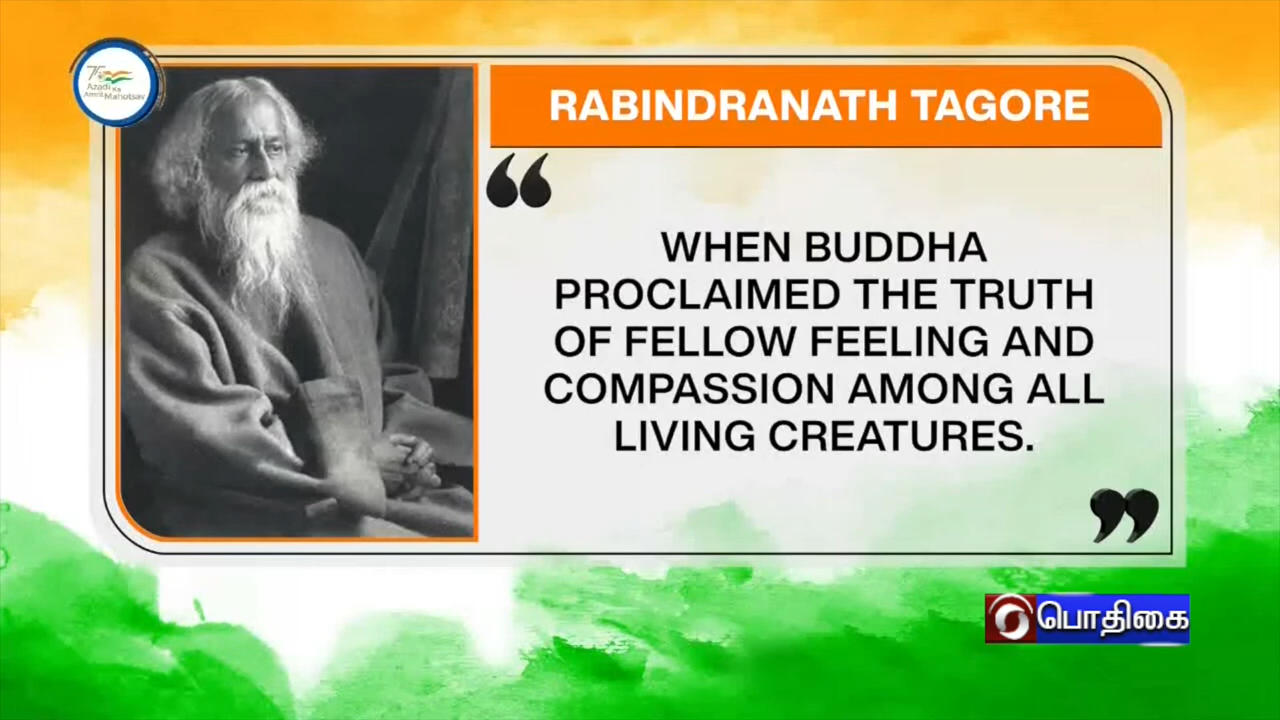 75
Azadi Ka
Amrit Mahotsav
RABINDRANATH TAGORE
“
WHEN BUDDHA
PROCLAIMED THE TRUTH
OF FELLOW FEELING AND
COMPASSION AMONG ALL
LIVING CREATURES.
”
பொதிகை